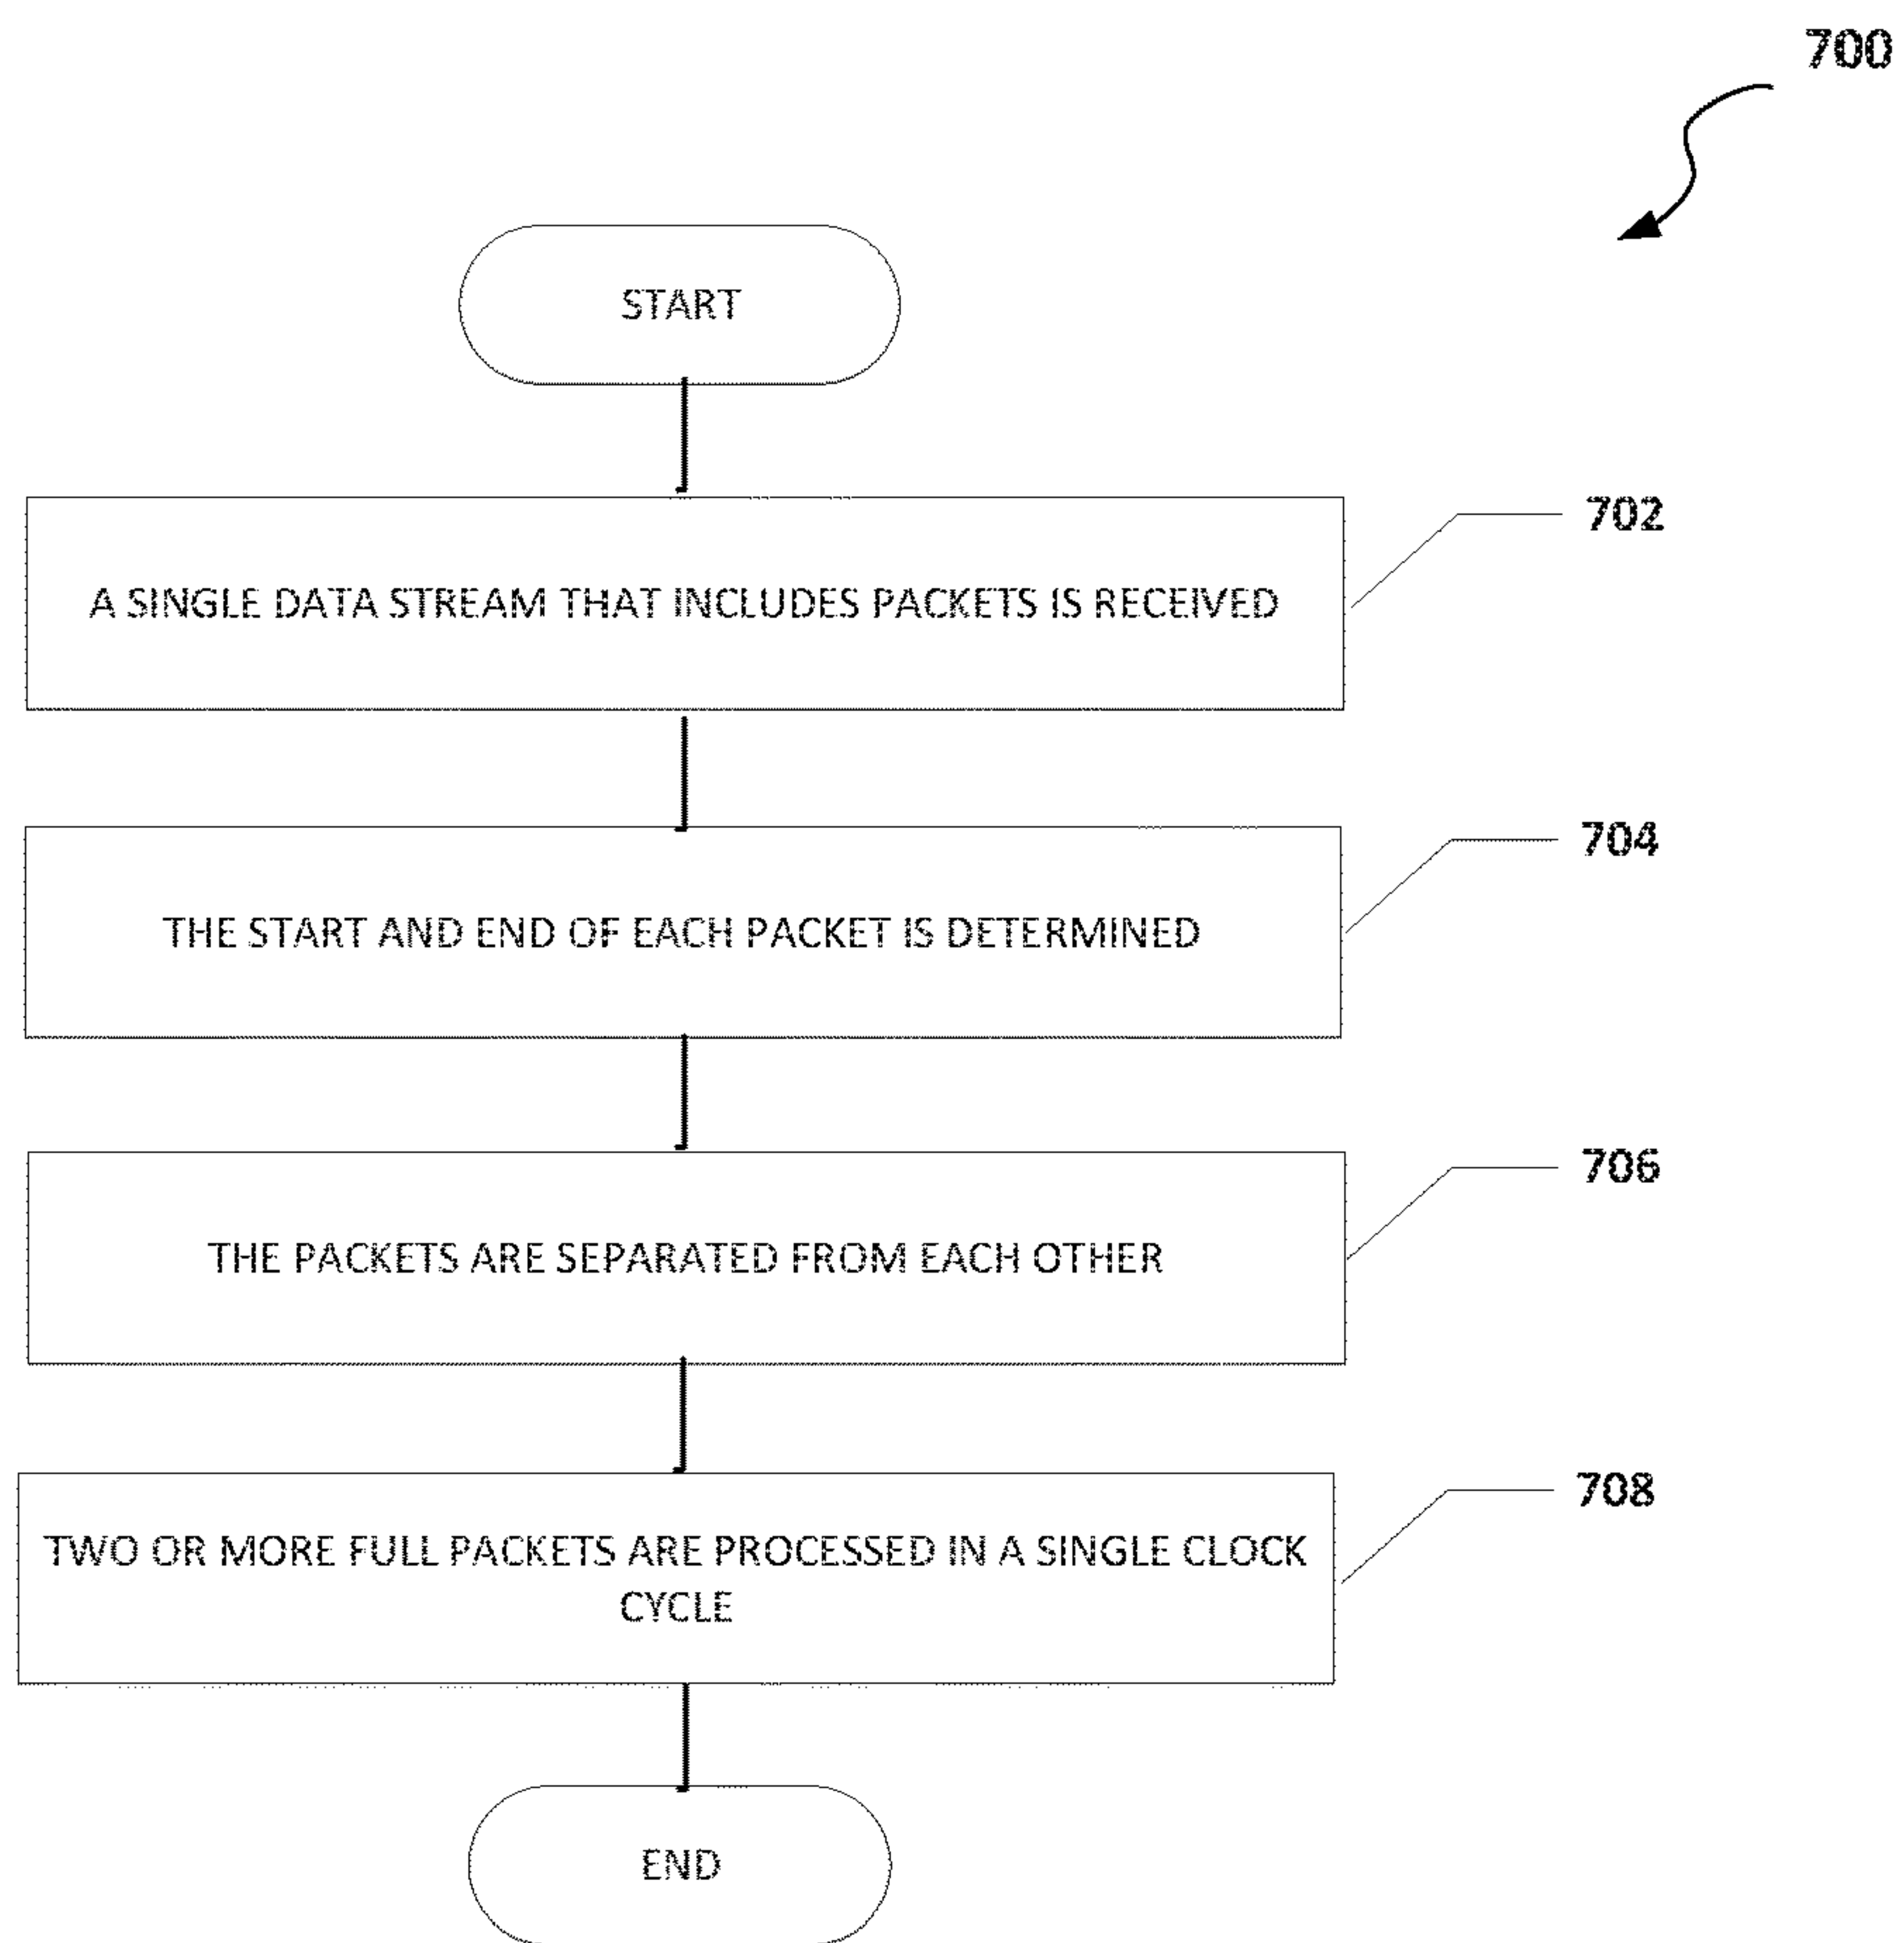 700
START
702
A SINGLE DATA STREAM THAT INCLUDES PACKETS IS RECEIVED
704
THE START AND END OF EACH PACKET IS DETERMINED
706
THE PACKETS ARE SEPARATED FROM EACH OTHER
708
TWO OR MORE FULL PACKETS ARE PROCESSED IN A SINGLE CLOCK
CYCLE
END